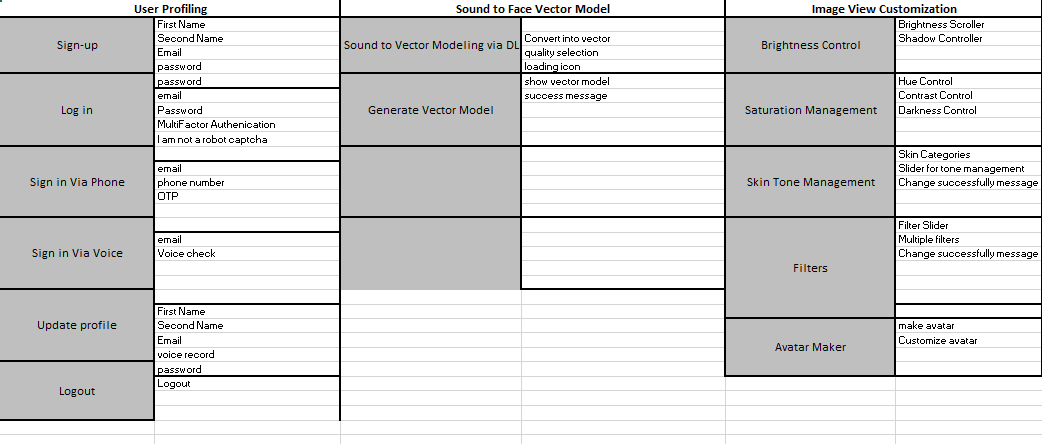 User Profiling
Sign-up
First Name
Second Name
Email
password
password
Log in
email
Password
MultiFactor Authenication
I am not a robot captcha
Sign in Via Phone
email
phone number
OTP
Sign in Via Voice
email
Voice check
Update profile
First Name
Second Name
Email
voice record
password
Logout
Logout
Sound to Face Vector Model
Sound to Vector Modeling via DL
Convert into vector
quality selection
loading icon
Generate Vector Model
show vector model
success message
Image View Customization
Brightness Control
Brightness Scroller
Shadow Controller
Saturation Management
Hue Control
Contrast Control
Darkness Control
Skin Tone Management
Skin Categories
Slider for tone management
Change successfully message
Filters
Filter Slider
Multiple filters
Change successfully message
Avatar Maker
make avatar
Customize avatar